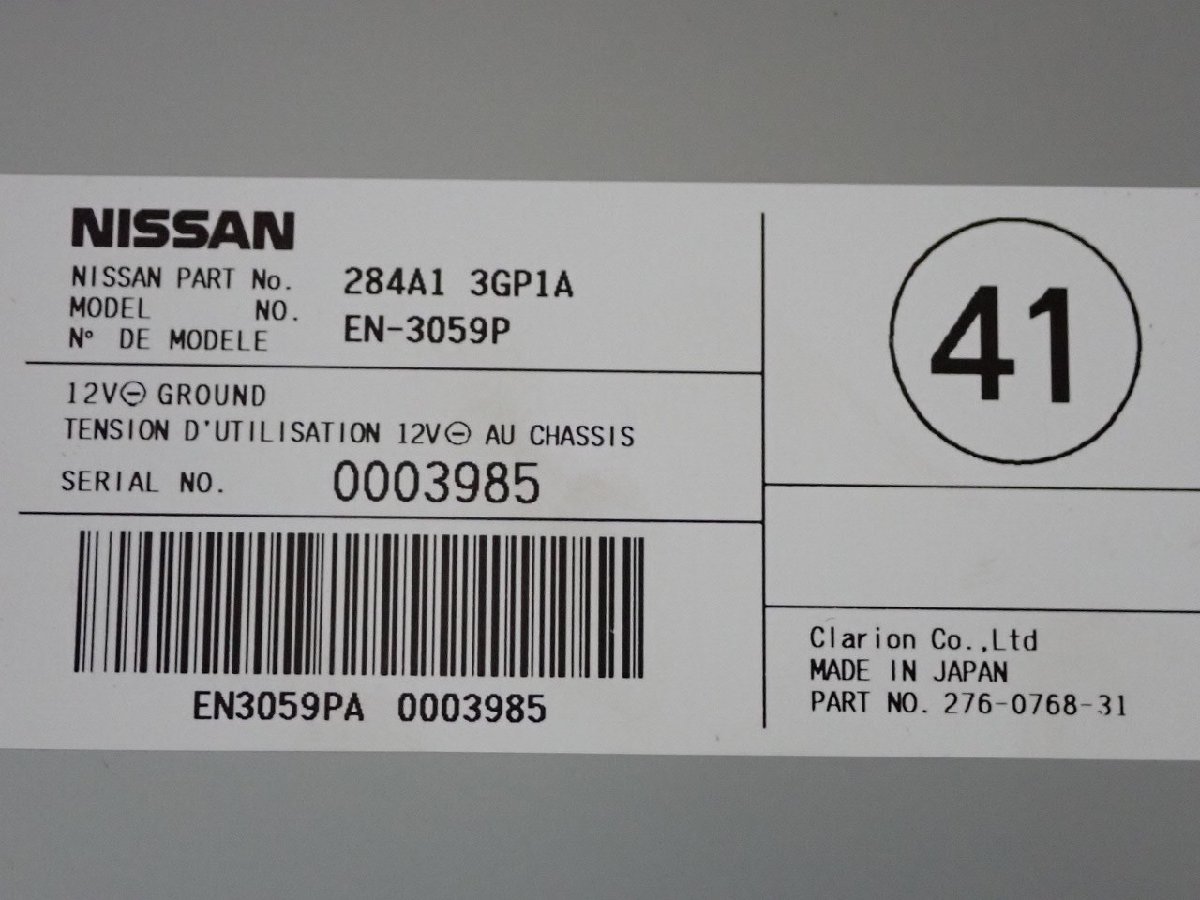 NISSAN
NISSAN PART No. 284A1 3GP1A
MODEL NO. EN-3059P
N° DE MODELE
12V⊖ GROUND
TENSION D'UTILISATION 12V⊖ AU CHASSIS
SERIAL NO. 0003985
EN3059PA 0003985
41
Clarion Co.,Ltd
MADE IN JAPAN
PART NO. 276-0768-31